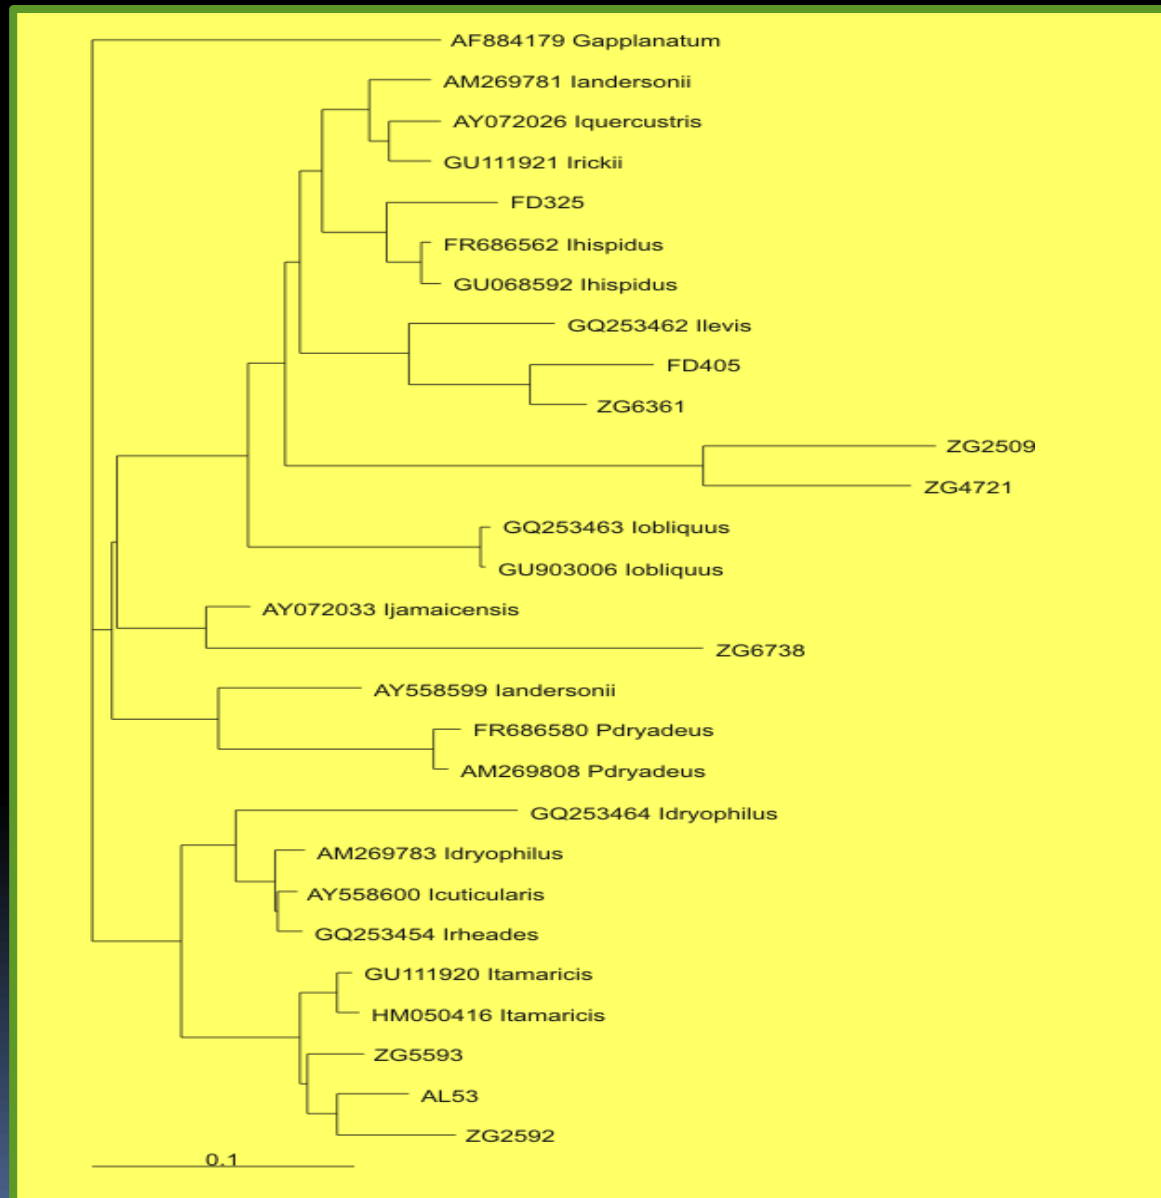 AF884179 Gapplanatum
AM269781 Iandersonii
AY072026 Iquercustris
GU111921 Irickii
FD325
FR686562 Ihispidus
GU068592 Ihispidus
GQ253462 Ilevis
FD405
ZG6361
ZG2509
ZG4721
GQ253463 Iobliquus
GU903006 Iobliquus
AY072033 Ijamaicensis
ZG6738
AY558599 Iandersonii
FR686580 Pdryadeus
AM269808 Pdryadeus
GQ253464 Idryophilus
AM269783 Idryophilus
AY558600 Icuticularis
GQ253454 Irheades
GU111920 Itamaricis
HM050416 Itamaricis
ZG5593
AL53
ZG2592
0.1